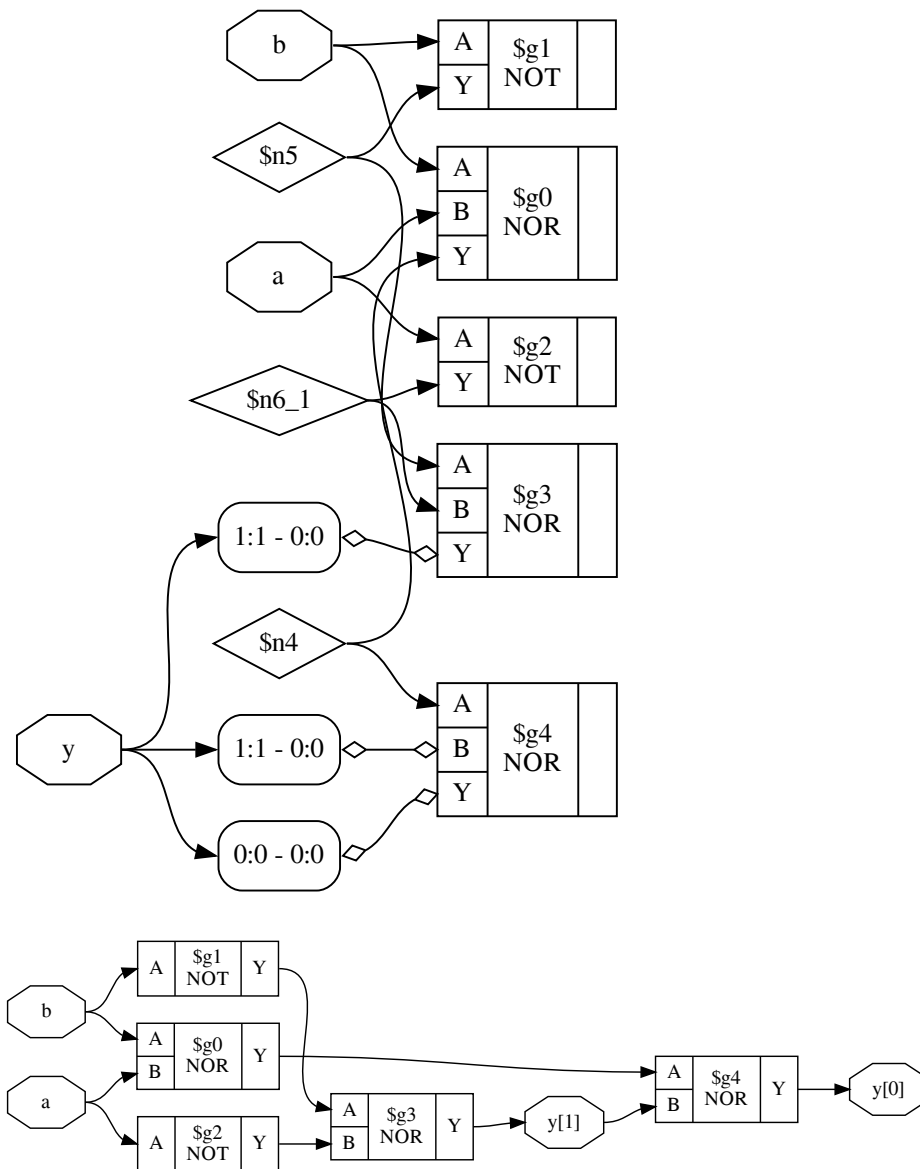 b
A
$g1
NOT
Y
$n5
A
$g0
NOR
B
Y
a
A
$g2
NOT
Y
$n6_1
A
$g3
NOR
B
1:1 - 0:0
Y
$n4
A
$g4
NOR
y
1:1 - 0:0
B
Y
0:0 - 0:0
A
$g1
NOT
Y
b
A
$g0
NOR
Y
B
A
$g4
NOR
Y
y[0]
B
a
A
$g3
NOR
Y
y[1]
B
A
$g2
NOT
Y